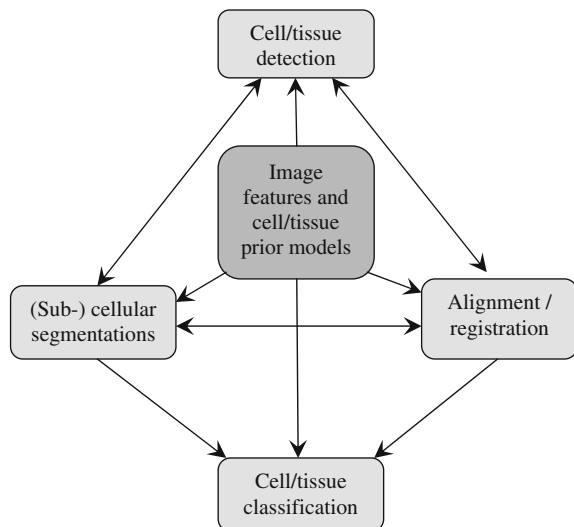 Cell/tissue
detection
Image
features and
cell/tissue
prior models
(Sub-) cellular
segmentations
Alignment /
registration
Cell/tissue
classification